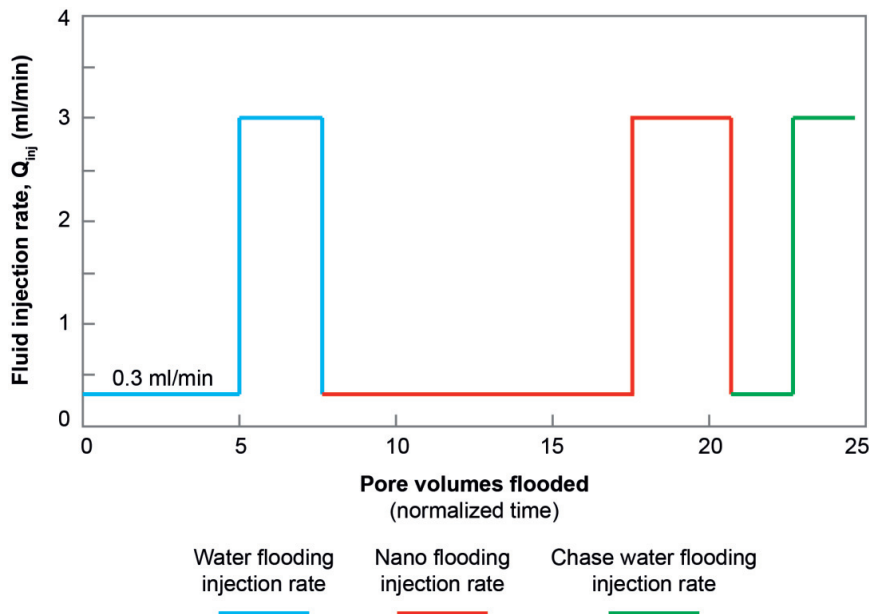 4
3
2
1
0
Fluid injection rate, Qinj (ml/min)
0.3 ml/min
0 5 10 15 20 25
Pore volumes flooded
(normalized time)
Water flooding
injection rate
Nano flooding
injection rate
Chase water flooding
injection rate